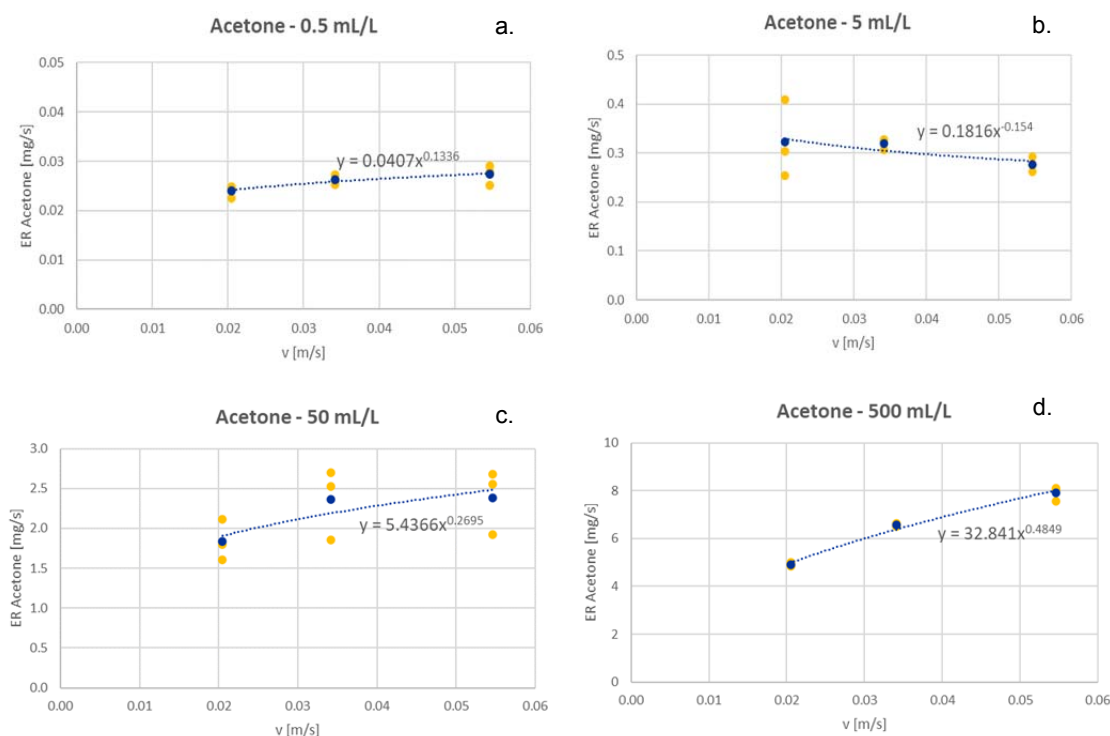 Acetone - 0.5 mL/L
a.
0.05
0.04
0.03
0.02
0.01
0.00
ER Acetone [mg/s]
y = 0.0407x^0.1336
0.00 0.01 0.02 0.03 0.04 0.05 0.06
v [m/s]
Acetone - 5 mL/L
b.
0.5
0.4
0.3
0.2
0.1
0.0
ER Acetone [mg/s]
y = 0.1816x^-0.154
0.00 0.01 0.02 0.03 0.04 0.05 0.06
v [m/s]
Acetone - 50 mL/L
c.
3.0
2.5
2.0
1.5
1.0
0.5
0.0
ER Acetone [mg/s]
y = 5.4366x^0.2695
0.00 0.01 0.02 0.03 0.04 0.05 0.06
v [m/s]
Acetone - 500 mL/L
d.
10
8
6
4
2
0
ER Acetone [mg/s]
y = 32.841x^0.4849
0.00 0.01 0.02 0.03 0.04 0.05 0.06
v [m/s]